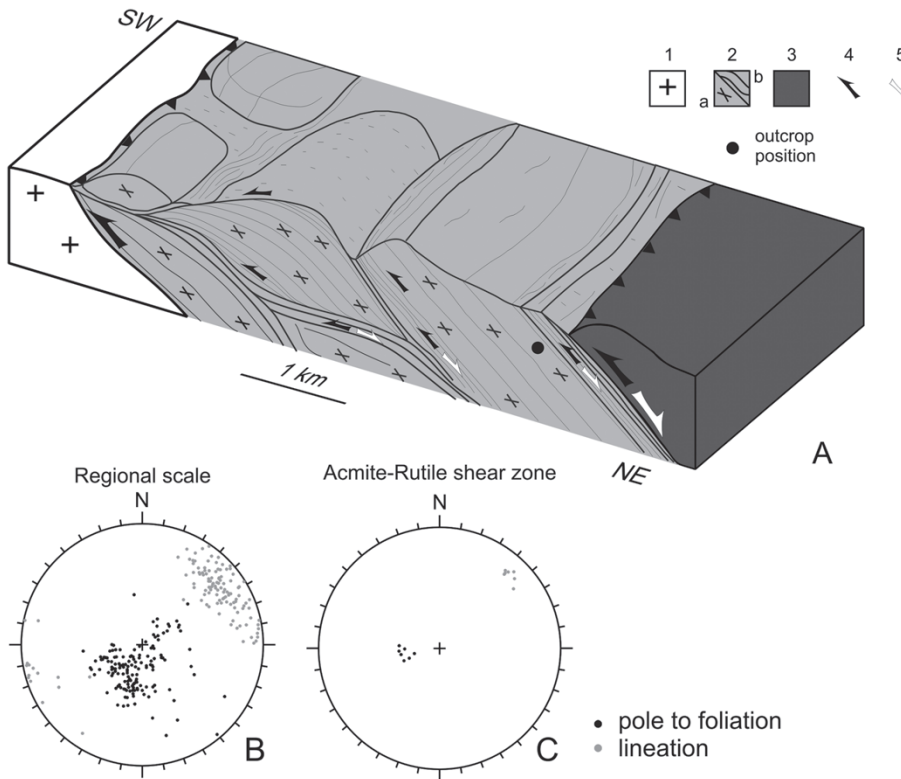 SW
1 2 3 4 5
a b
outcrop
position
1 km
NE
A
Regional scale
Acmite-Rutile shear zone
N
N
B
C
pole to foliation
lineation